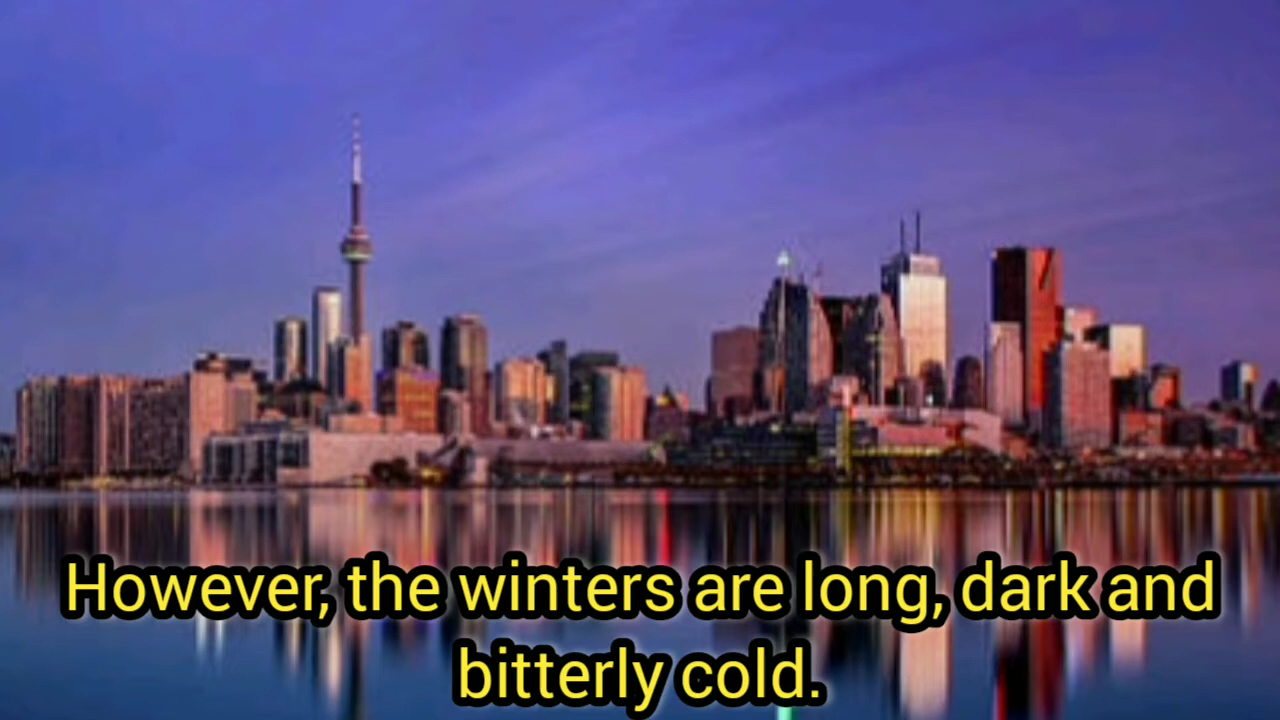 However, the winters are long, dark and
bitterly cold.